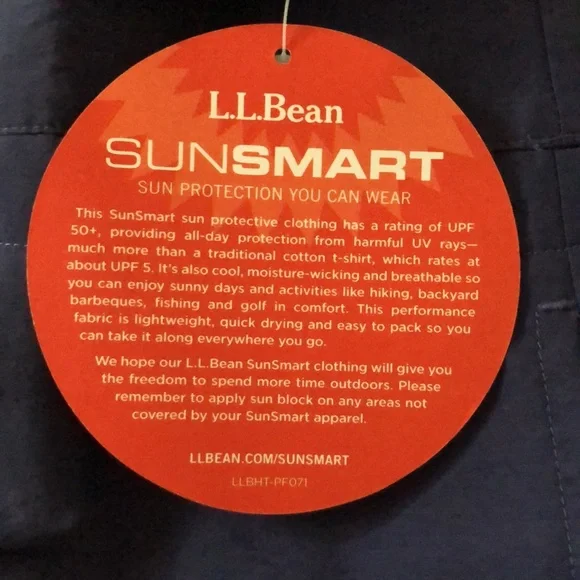 L.L.Bean
SUNSMART
SUN PROTECTION YOU CAN WEAR
This SunSmart sun protective clothing has a rating of UPF
50+, providing all-day protection from harmful UV rays—
much more than a traditional cotton t-shirt, which rates at
about UPF 5. It's also cool, moisture-wicking and breathable so
you can enjoy sunny days and activities like hiking, backyard
barbeques, fishing and golf in comfort. This performance
fabric is lightweight, quick drying and easy to pack so you
can take it along everywhere you go.
We hope our L.L.Bean SunSmart clothing will give you
the freedom to spend more time outdoors. Please
remember to apply sun block on any areas not
covered by your SunSmart apparel.
LLBEAN.COM/SUNSMART
LLBHT-PF071